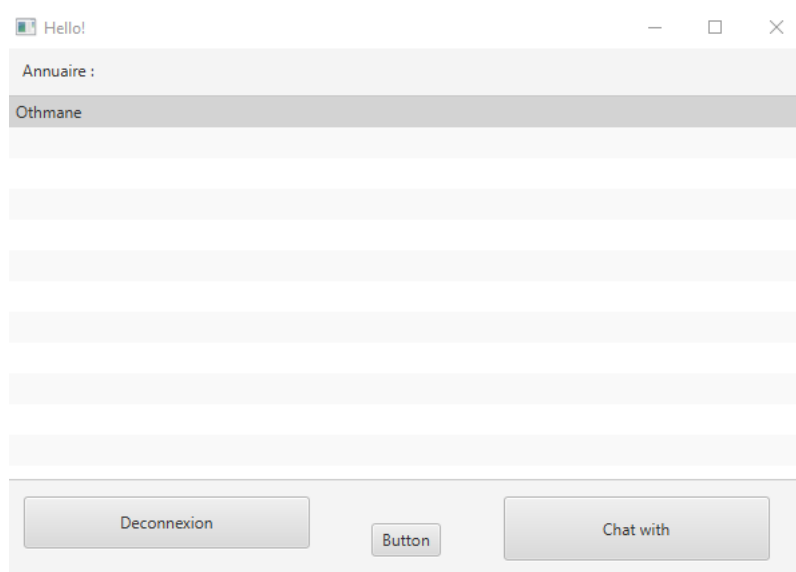 Hello!
Annuaire :
Othmane
Deconnexion
Button
Chat with